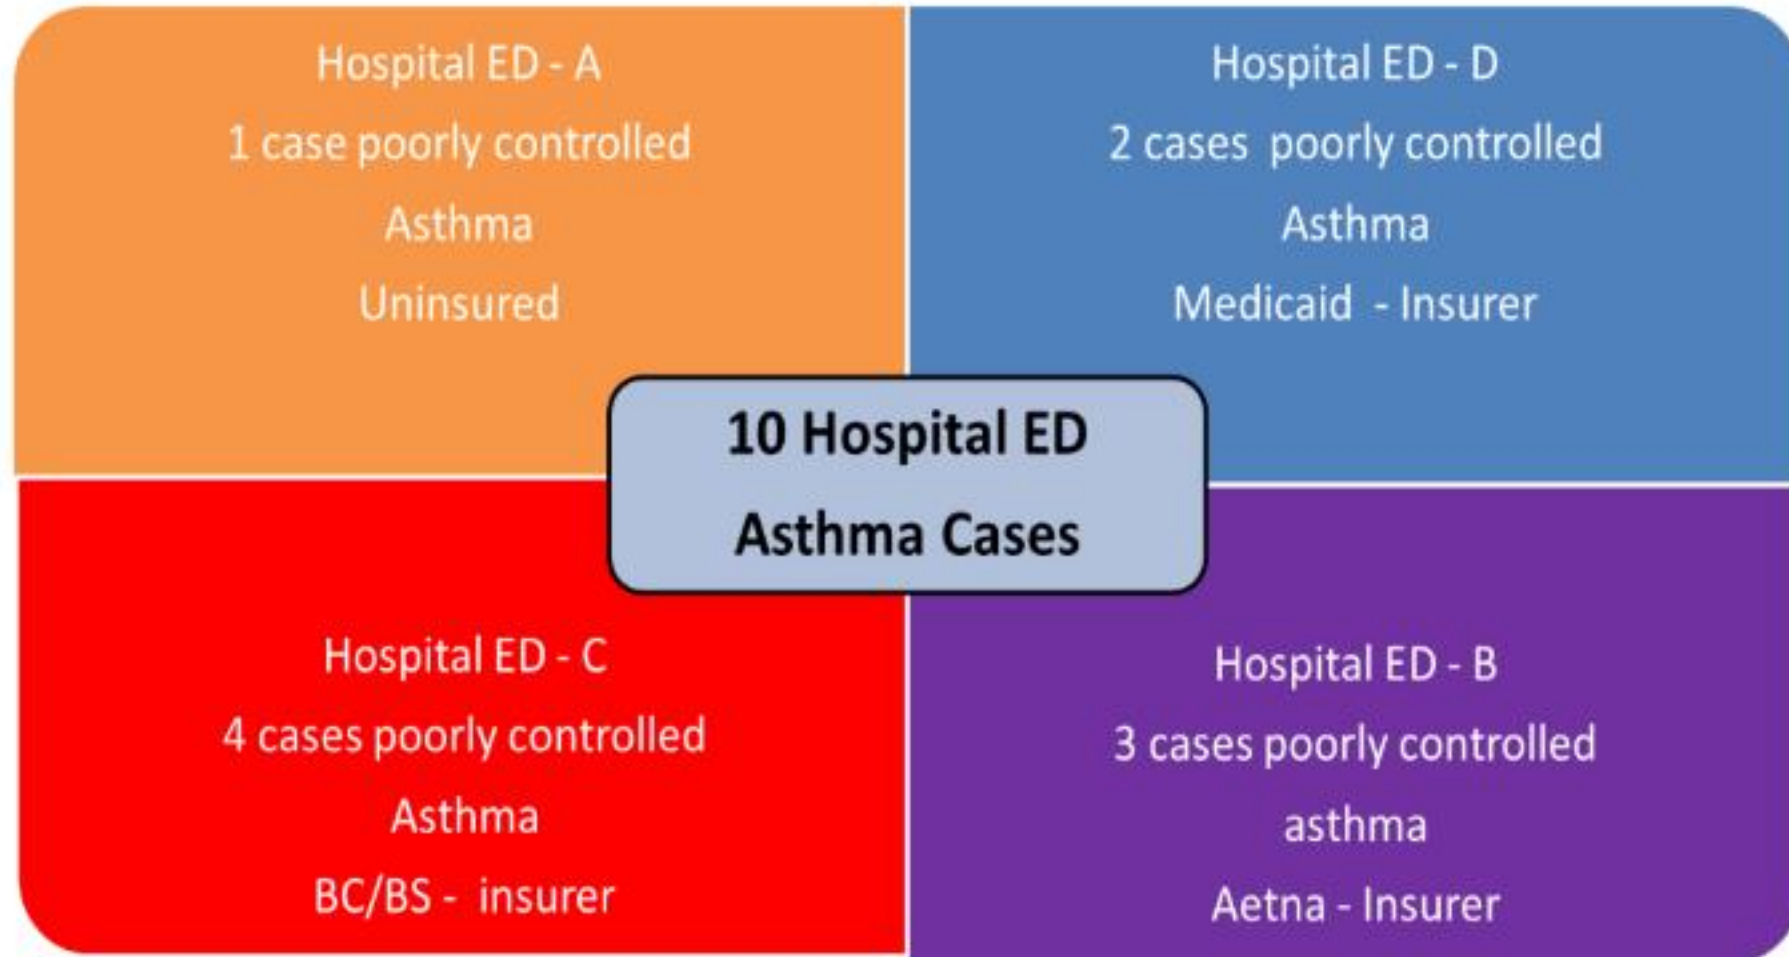 Hospital ED - A
1 case poorly controlled
Asthma
Uninsured
Hospital ED - D
2 cases poorly controlled
Asthma
Medicaid - Insurer
10 Hospital ED
Asthma Cases
Hospital ED - C
4 cases poorly controlled
Asthma
BC/BS - insurer
Hospital ED - B
3 cases poorly controlled
asthma
Aetna - Insurer